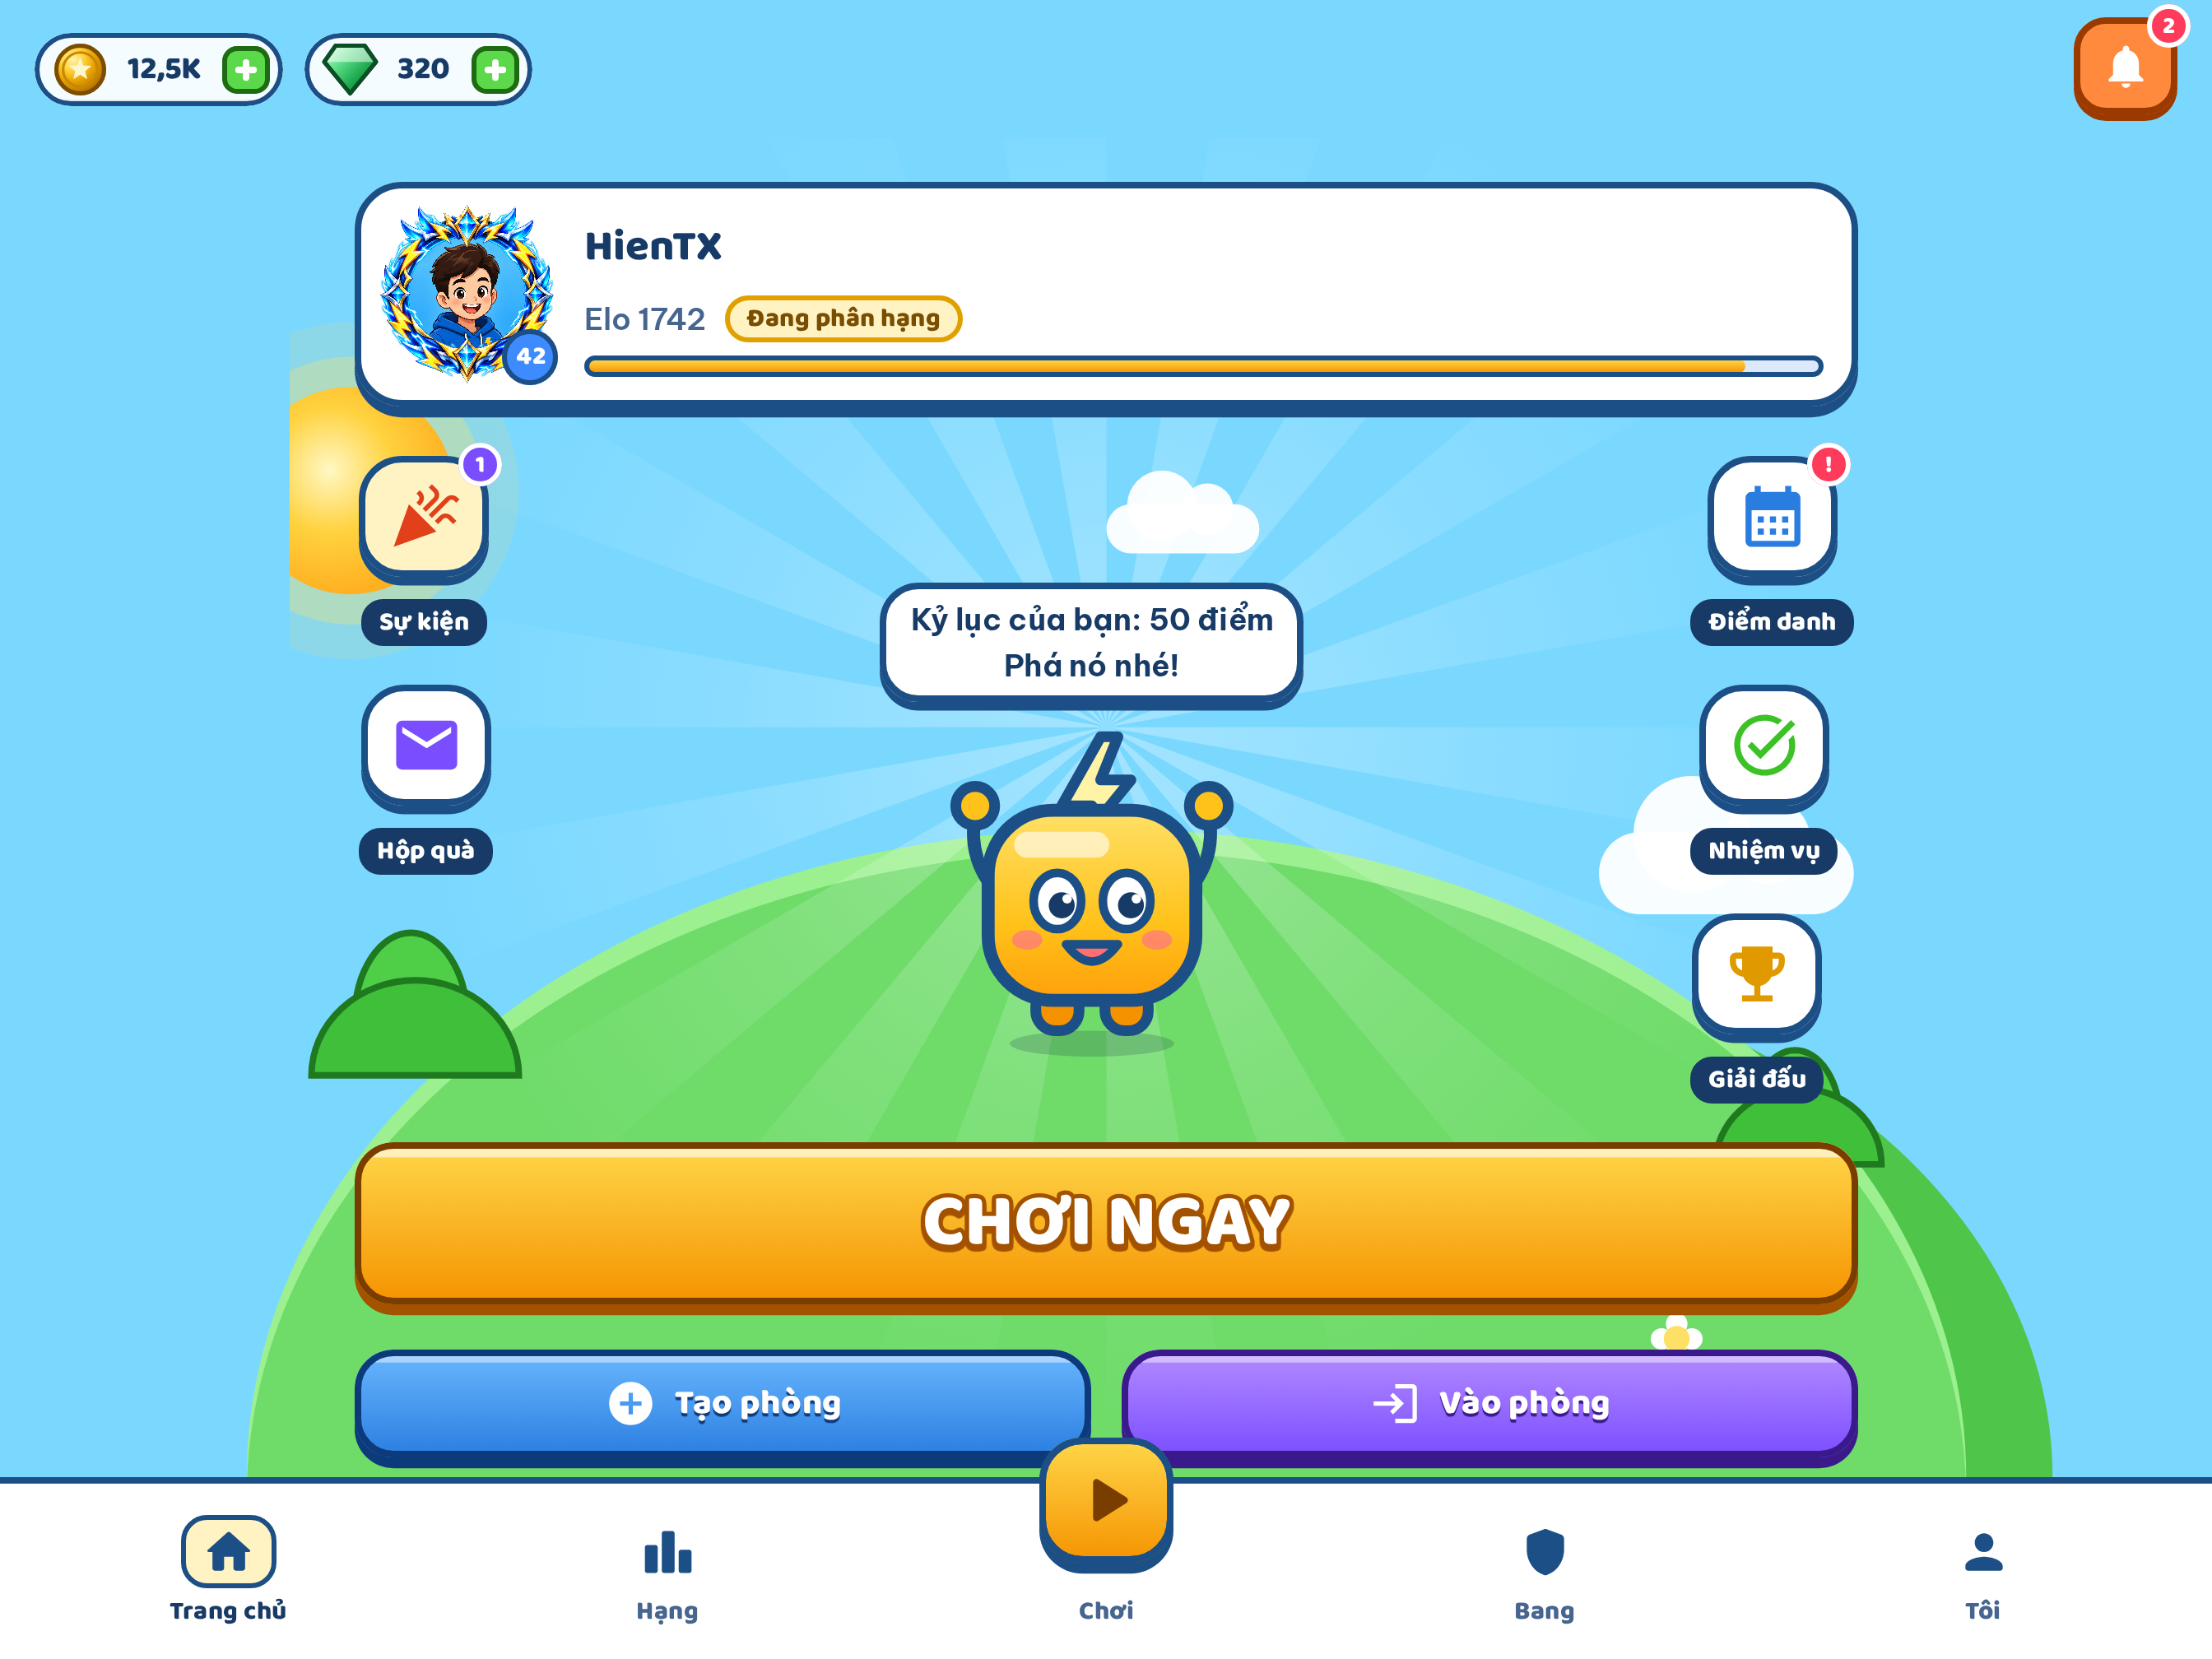 12,5K
320
2
HienTX
Elo 1742
Đang phân hạng
42
1
!
Sự kiện
Điểm danh
Kỷ lục của bạn: 50 điểm
Phá nó nhé!
Hộp quà
Nhiệm vụ
Giải đấu
CHƠI NGAY
Tạo phòng
Vào phòng
Trang chủ
Hạng
Chơi
Bang
Tôi